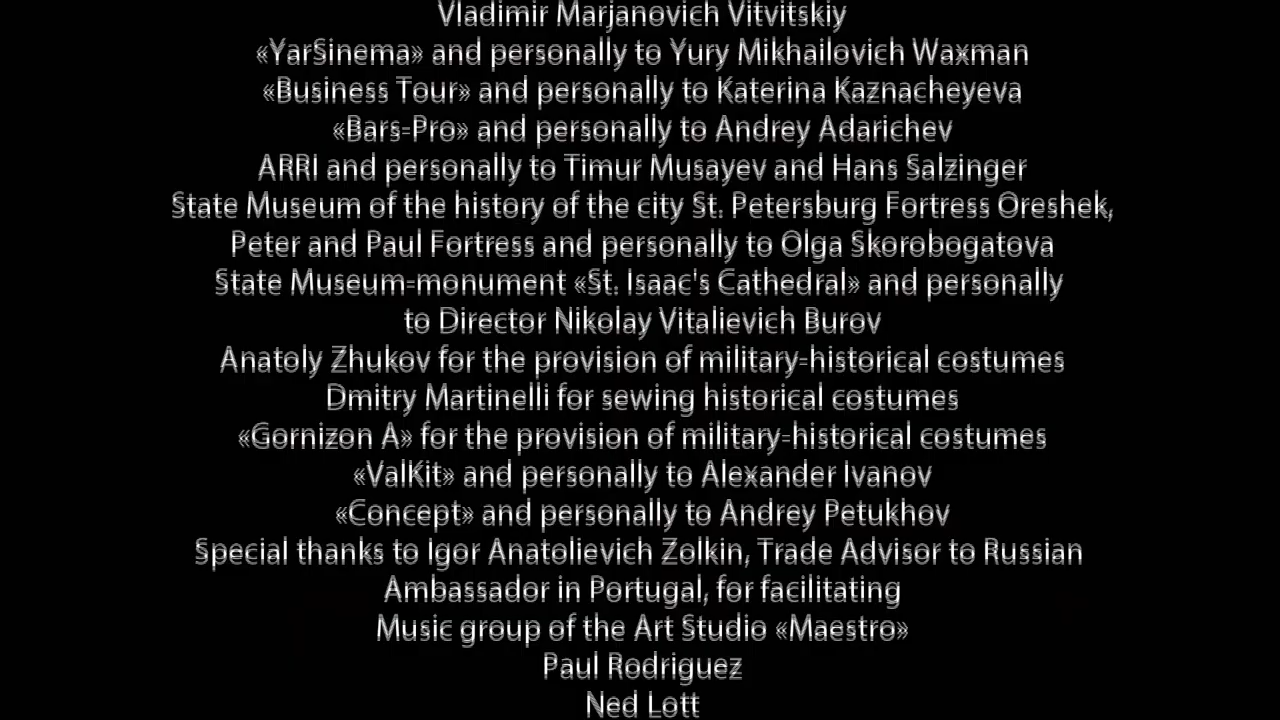 Vladimir Marjanovich Vitvitskiy
«YarSinema» and personally to Yury Mikhailovich Waxman
«Business Tour» and personally to Katerina Kaznacheyeva
«Bars-Pro» and personally to Andrey Adarichev
ARRI and personally to Timur Musayev and Hans Salzinger
State Museum of the history of the city St. Petersburg Fortress Oreshek,
Peter and Paul Fortress and personally to Olga Skorobogatova
State Museum-monument «St. Isaac's Cathedral» and personally
to Director Nikolay Vitalievich Burov
Anatoly Zhukov for the provision of military-historical costumes
Dmitry Martinelli for sewing historical costumes
«Gornizon A» for the provision of military-historical costumes
«ValKit» and personally to Alexander Ivanov
«Concept» and personally to Andrey Petukhov
Special thanks to Igor Anatolievich Zolkin, Trade Advisor to Russian
Ambassador in Portugal, for facilitating
Music group of the Art Studio «Maestro»
Paul Rodriguez
Ned Lott